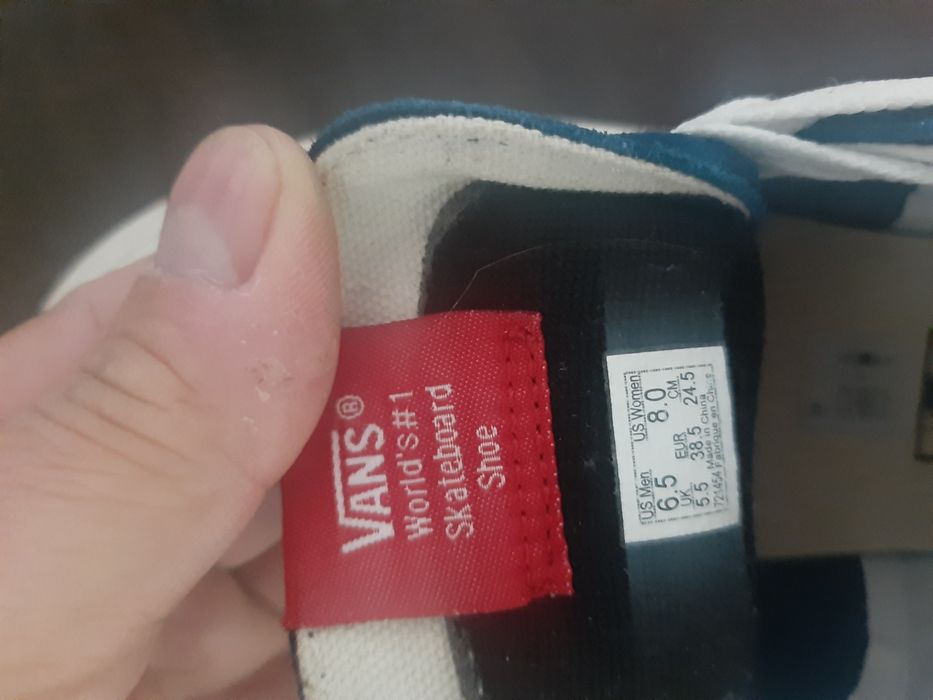 VANS®
World's #1
Skateboard
Shoe
US Men US Women
6.5 8.0
UK EUR CM
5.5 38.5 24.5
Made in China
721454 Fabriqué en Chine